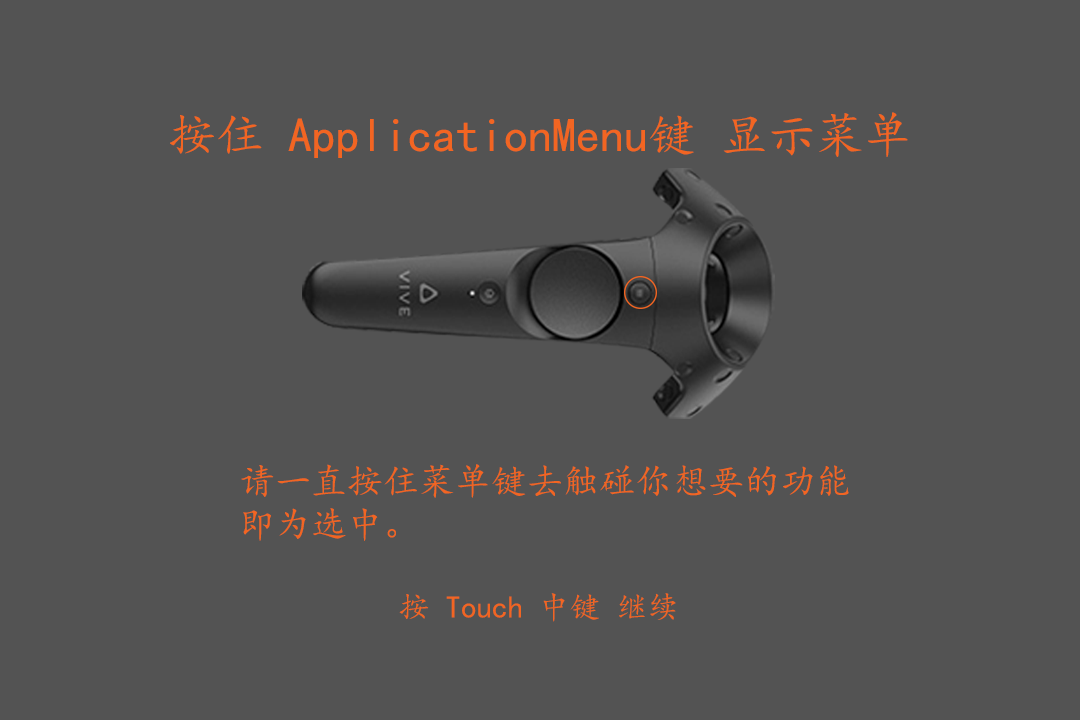 按住 ApplicationMenu键 显示菜单
VIVE
请一直按住菜单键去触碰你想要的功能
即为选中。
按 Touch 中键 继续